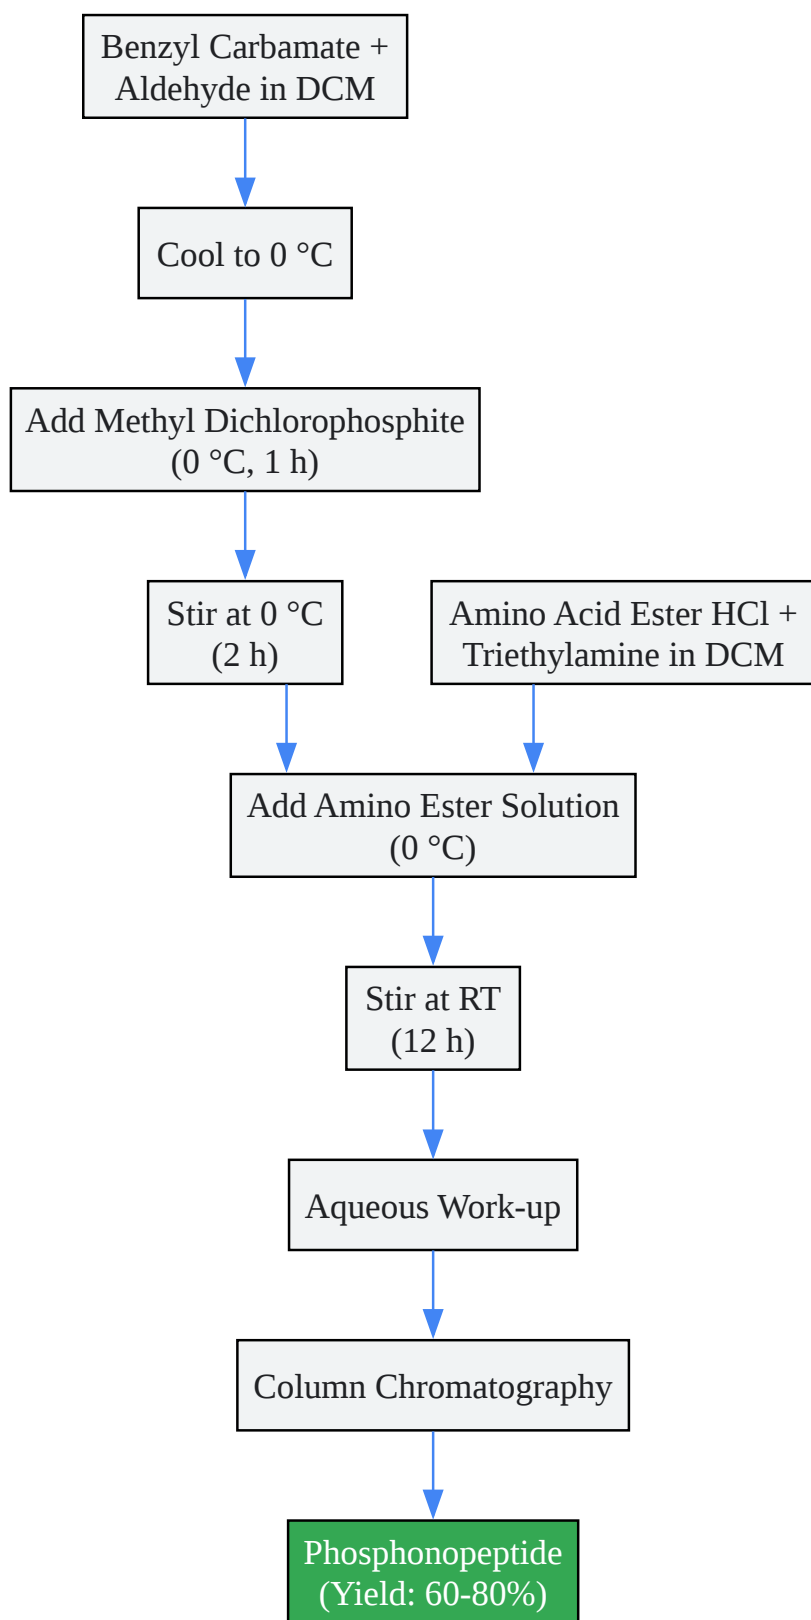 Benzyl Carbamate +
Aldehyde in DCM
Cool to 0 °C
Add Methyl Dichlorophosphite
(0 °C, 1 h)
Stir at 0 °C
(2 h)
Amino Acid Ester HCl +
Triethylamine in DCM
Add Amino Ester Solution
(0 °C)
Stir at RT
(12 h)
Aqueous Work-up
Column Chromatography
Phosphonopeptide
(Yield: 60-80%)